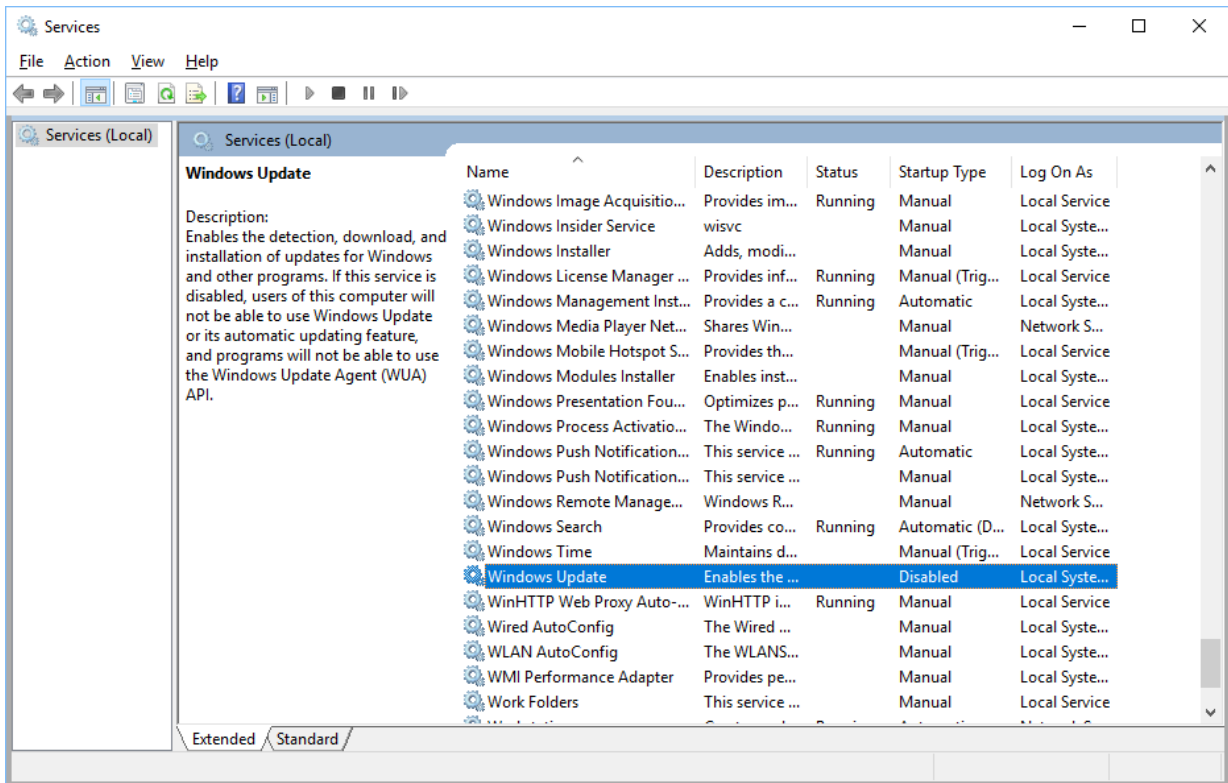 Services
File Action View Help
Services (Local)
Services (Local)
Windows Update
Description:
Enables the detection, download, and
installation of updates for Windows
and other programs. If this service is
disabled, users of this computer will
not be able to use Windows Update
or its automatic updating feature,
and programs will not be able to use
the Windows Update Agent (WUA)
API.
Name Description Status Startup Type Log On As
Windows Image Acquisitio... Provides im... Running Manual Local Service
Windows Insider Service wisvc Manual Local Syste...
Windows Installer Adds, modi... Manual Local Syste...
Windows License Manager ... Provides inf... Running Manual (Trig... Local Service
Windows Management Inst... Provides a c... Running Automatic Local Syste...
Windows Media Player Net... Shares Win... Manual Network S...
Windows Mobile Hotspot S... Provides th... Manual (Trig... Local Service
Windows Modules Installer Enables inst... Manual Local Syste...
Windows Presentation Fou... Optimizes p... Running Manual Local Service
Windows Process Activatio... The Windo... Running Manual Local Syste...
Windows Push Notification... This service ... Running Automatic Local Syste...
Windows Push Notification... This service ... Manual Local Syste...
Windows Remote Manage... Windows R... Manual Network S...
Windows Search Provides co... Running Automatic (D... Local Syste...
Windows Time Maintains d... Manual (Trig... Local Service
Windows Update Enables the ... Disabled Local Syste...
WinHTTP Web Proxy Auto-... WinHTTP i... Running Manual Local Service
Wired AutoConfig The Wired ... Manual Local Syste...
WLAN AutoConfig The WLANS... Manual Local Syste...
WMI Performance Adapter Provides pe... Manual Local Syste...
Work Folders This service ... Manual Local Service
Extended Standard